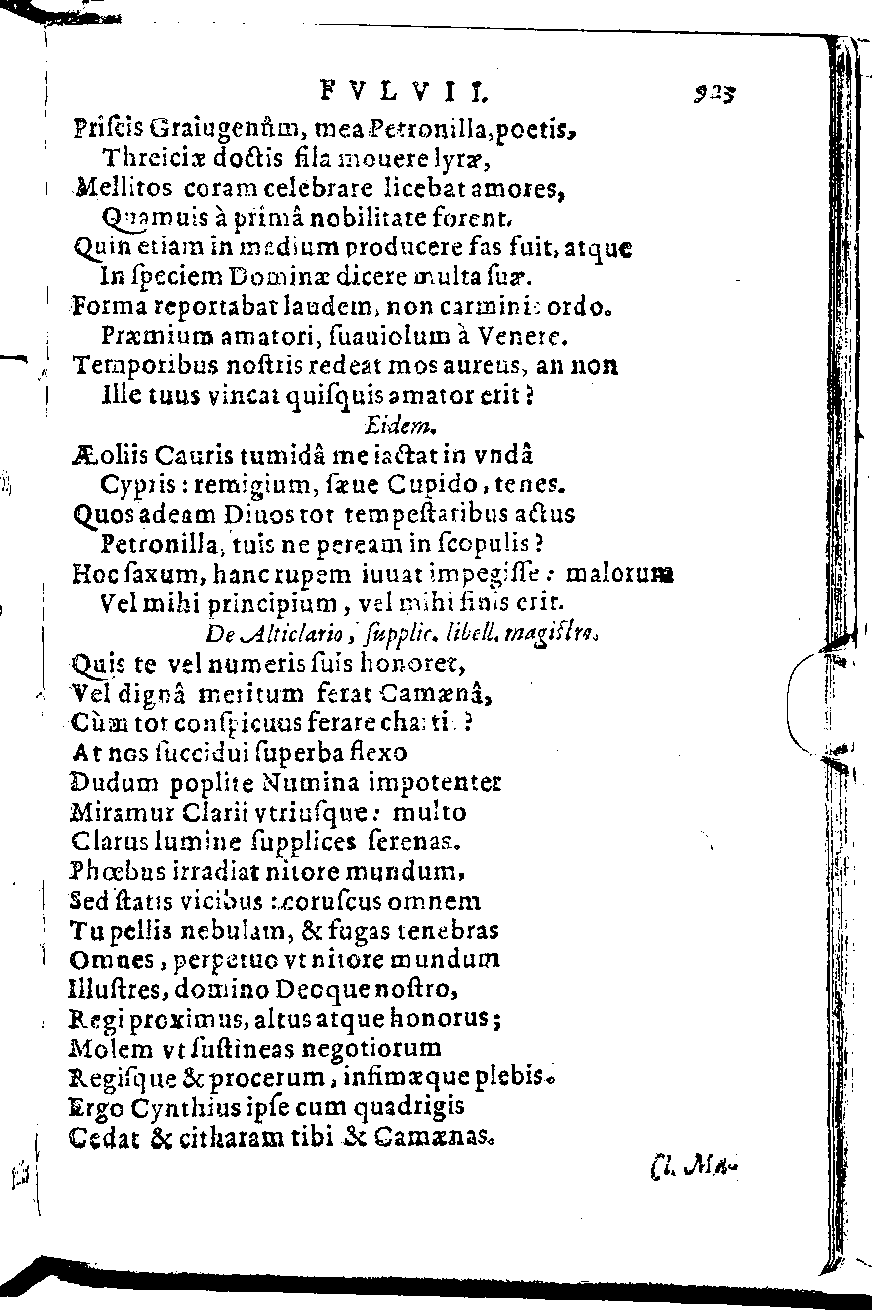 FVLVII. 923
Priſcis Graiugenûm, mea Petronilla, poetis,
Threiciæ doctis fila mouere lyræ,
Mellitos coram celebrare licebat amores,
Quamuis à primâ nobilitate forent.
Quin etiam in medium producere fas fuit, atque
In ſpeciem Dominæ dicere multa ſuæ.
Forma reportabat laudem, non carminis ordo.
Præmium amatori, ſuauiolum à Venere.
Temporibus noſtris redeat mos aureus, an non
Ille tuus vincat quiſquis amator erit?
Eidem.
Æoliis Cauris tumidâ me iactat in vndâ
Cypris: remigium, ſæue Cupido, tenes.
Quos adeam Diuos tot tempeſtatibus actus
Petronilla, tuis ne peream in ſcopulis?
Hoc ſaxum, hanc rupem iuuat impegiſſe: malorum
Vel mihi principium, vel mihi finis erit.
De Alticlario, ſupplic. libell. magiſtro.
Quis te vel numeris ſuis honoret,
Vel dignâ meritum ferat Camænâ,
Cùm tot conſpicuus ferare chartis?
At nos ſuccidui ſuperba flexo
Dudum poplite Numina impotenter
Miramur Clarii vtriuſque: multo
Clarus lumine ſupplices ſerenas.
Phœbus irradiat nitore mundum,
Sed ſtatis vicibus: coruſcus omnem
Tu pellis nebulam, & fugas tenebras
Omnes, perpetuo vt nitore mundum
Illuſtres, domino Deoque noſtro,
Regi proximus, altus atque honorus;
Molem vt ſuſtineas negotiorum
Regiſque & procerum, infimæque plebis.
Ergo Cynthius ipſe cum quadrigis
Cedat & citharam tibi & Camænas.
Cl. Ma-